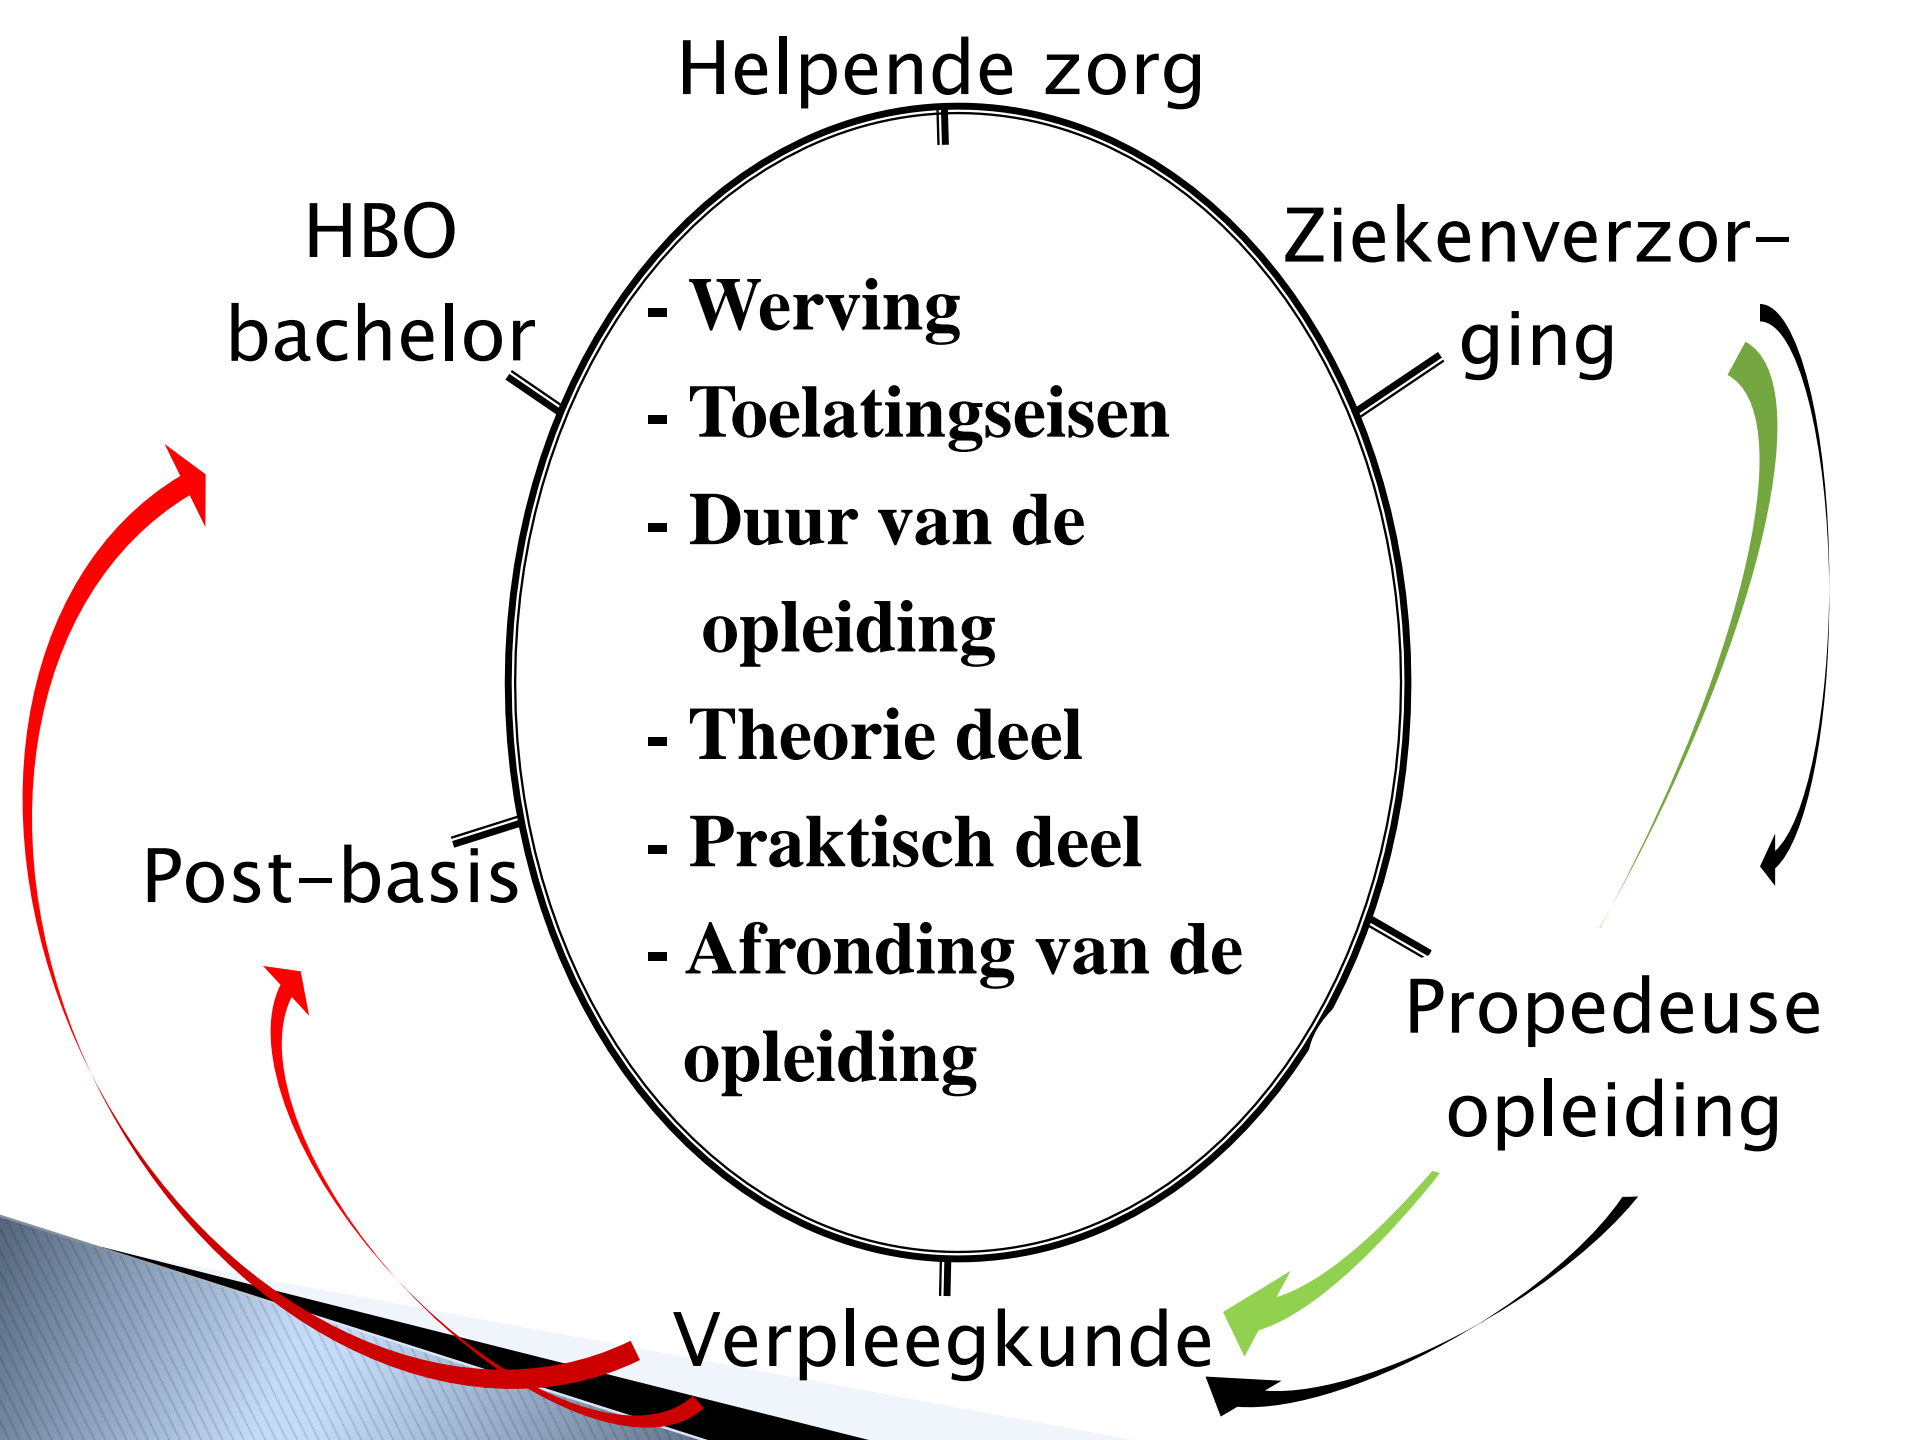 Helpende zorg
HBO
bachelor
Ziekenverzor-
ging
- Werving
- Toelatingseisen
- Duur van de
opleiding
- Theorie deel
- Praktisch deel
- Afronding van de
opleiding
Post-basis
Propedeuse
opleiding
Verpleegkunde